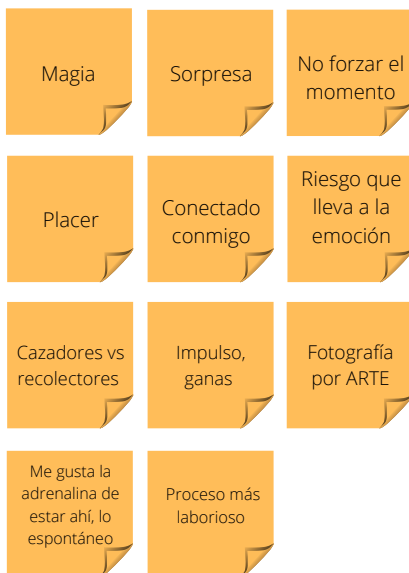 Magia
Sorpresa
No forzar el
momento
Placer
Conectado
conmigo
Riesgo que
lleva a la
emoción
Cazadores vs
recolectores
Impulso,
ganas
Fotografía
por ARTE
Me gusta la
adrenalina de
estar ahí, lo
espontáneo
Proceso más
laborioso